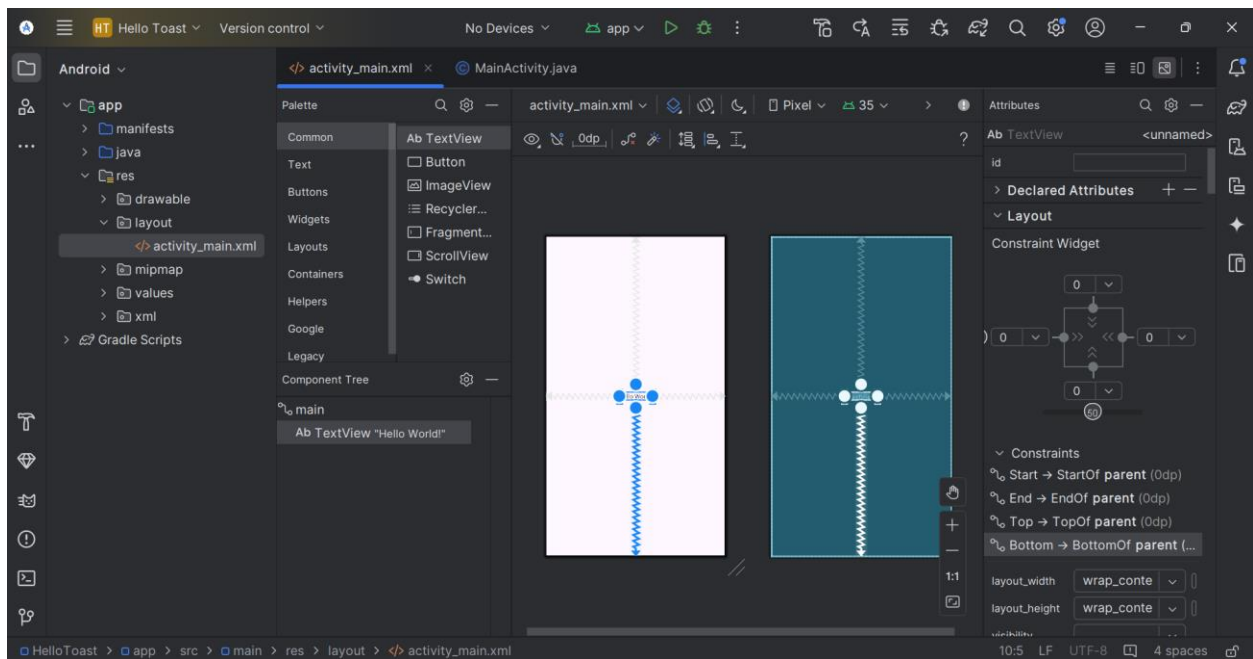 HT Hello Toast Version control No Devices app
Android
app
manifests
java
res
drawable
layout
</> activity_main.xml
mipmap
values
xml
Gradle Scripts
</> activity_main.xml × MainActivity.java
Palette
Common
Text
Buttons
Widgets
Layouts
Containers
Helpers
Google
Legacy
Ab TextView
Button
ImageView
Recycler...
Fragment...
ScrollView
Switch
Component Tree
main
Ab TextView "Hello World!"
activity_main.xml Pixel 35
0dp
?
1:1
Attributes
Ab TextView <unnamed>
id
Declared Attributes
Layout
Constraint Widget
0
0 0
0
50
Constraints
Start → StartOf parent (0dp)
End → EndOf parent (0dp)
Top → TopOf parent (0dp)
Bottom → BottomOf parent (...
layout_width wrap_conte
layout_height wrap_conte
visibility
HelloToast > app > src > main > res > layout > </> activity_main.xml 10:5 LF UTF-8 4 spaces